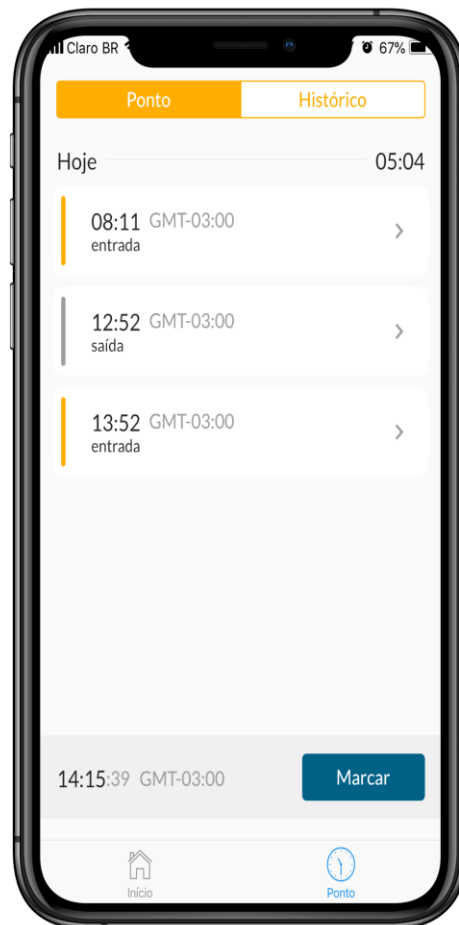 Claro BR 67%
Ponto Histórico
Hoje 05:04
08:11 GMT-03:00
entrada
12:52 GMT-03:00
saída
13:52 GMT-03:00
entrada
14:15:39 GMT-03:00 Marcar
Início Ponto